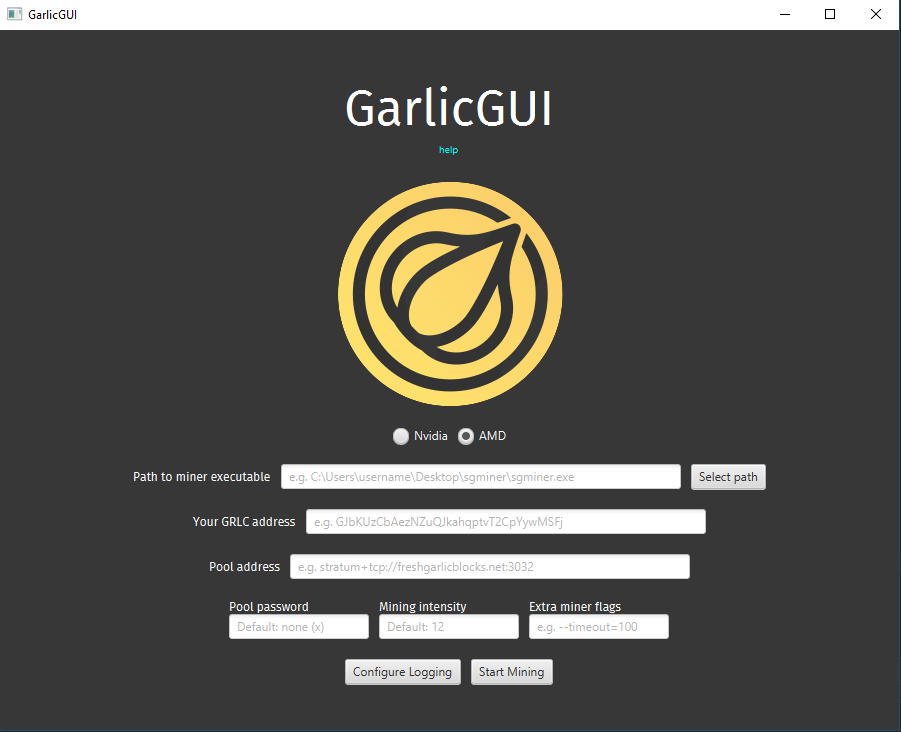 GarlicGUI
GarlicGUI
help
Nvidia AMD
Path to miner executable e.g. C:\Users\username\Desktop\sgminer\sgminer.exe Select path
Your GRLC address e.g. GJbKUzCbAezNZuQJkahqptvT2CpYywMSFj
Pool address e.g. stratum+tcp://freshgarlicblocks.net:3032
Pool password Mining intensity Extra miner flags
Default: none (x) Default: 12 e.g. --timeout=100
Configure Logging Start Mining